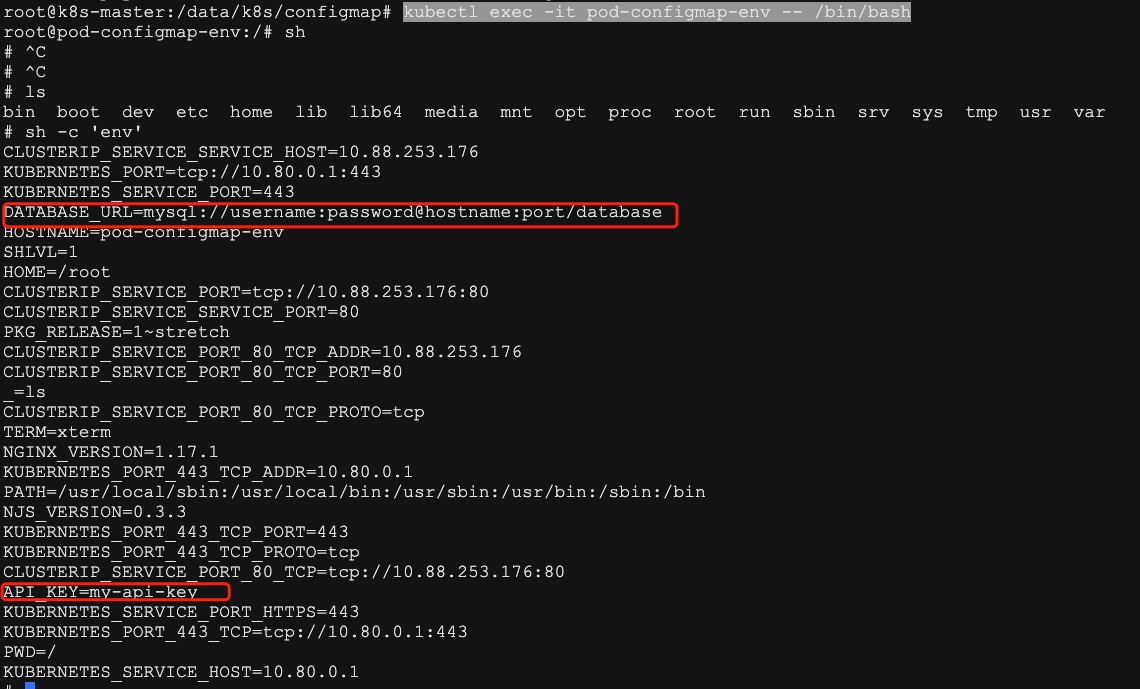 root@k8s-master:/data/k8s/configmap# kubectl exec -it pod-configmap-env -- /bin/bash
root@pod-configmap-env:/# sh
# ^C
# ^C
# ls
bin  boot  dev  etc  home  lib  lib64  media  mnt  opt  proc  root  run  sbin  srv  sys  tmp  usr  var
# sh -c 'env'
CLUSTERIP_SERVICE_SERVICE_HOST=10.88.253.176
KUBERNETES_PORT=tcp://10.80.0.1:443
KUBERNETES_SERVICE_PORT=443
DATABASE_URL=mysql://username:password@hostname:port/database
HOSTNAME=pod-configmap-env
SHLVL=1
HOME=/root
CLUSTERIP_SERVICE_PORT=tcp://10.88.253.176:80
CLUSTERIP_SERVICE_SERVICE_PORT=80
PKG_RELEASE=1~stretch
CLUSTERIP_SERVICE_PORT_80_TCP_ADDR=10.88.253.176
CLUSTERIP_SERVICE_PORT_80_TCP_PORT=80
_=ls
CLUSTERIP_SERVICE_PORT_80_TCP_PROTO=tcp
TERM=xterm
NGINX_VERSION=1.17.1
KUBERNETES_PORT_443_TCP_ADDR=10.80.0.1
PATH=/usr/local/sbin:/usr/local/bin:/usr/sbin:/usr/bin:/sbin:/bin
NJS_VERSION=0.3.3
KUBERNETES_PORT_443_TCP_PORT=443
KUBERNETES_PORT_443_TCP_PROTO=tcp
CLUSTERIP_SERVICE_PORT_80_TCP=tcp://10.88.253.176:80
API_KEY=my-api-key
KUBERNETES_SERVICE_PORT_HTTPS=443
KUBERNETES_PORT_443_TCP=tcp://10.80.0.1:443
PWD=/
KUBERNETES_SERVICE_HOST=10.80.0.1
#